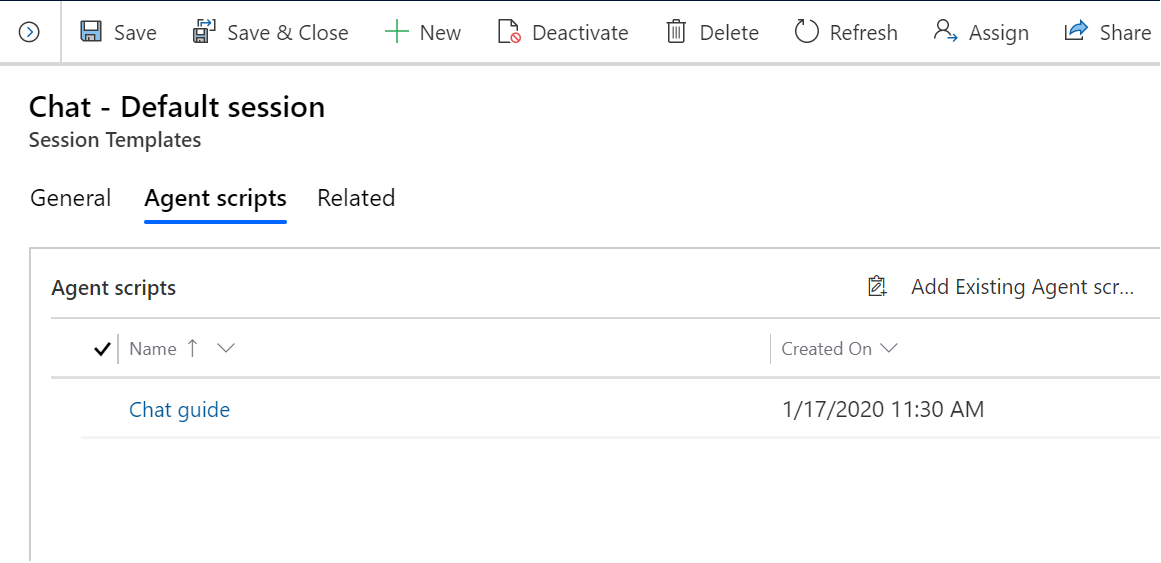 Save Save & Close New Deactivate Delete Refresh Assign Share
Chat - Default session
Session Templates
General Agent scripts Related
Agent scripts Add Existing Agent scr...
Name Created On
Chat guide 1/17/2020 11:30 AM